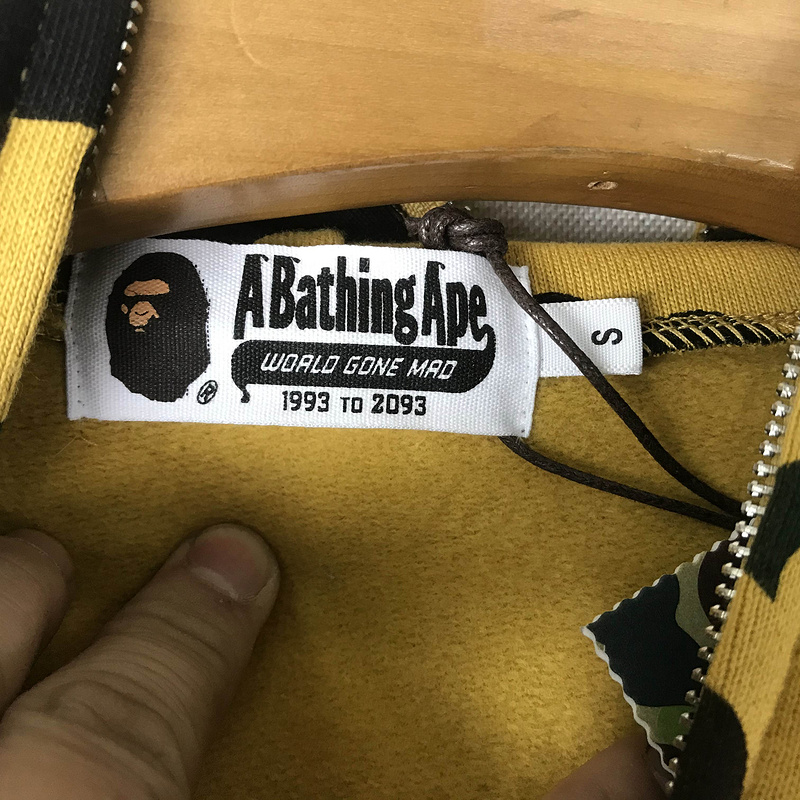 A Bathing Ape
WORLD GONE MAD
1993 TO 2093
®
S